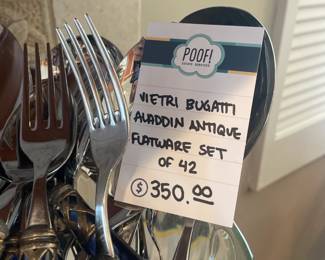 POOF!
ESTATE SERVICES
VIETRI BUGATTI
ALADDIN ANTIQUE
FLATWARE SET
OF 42
$350.00